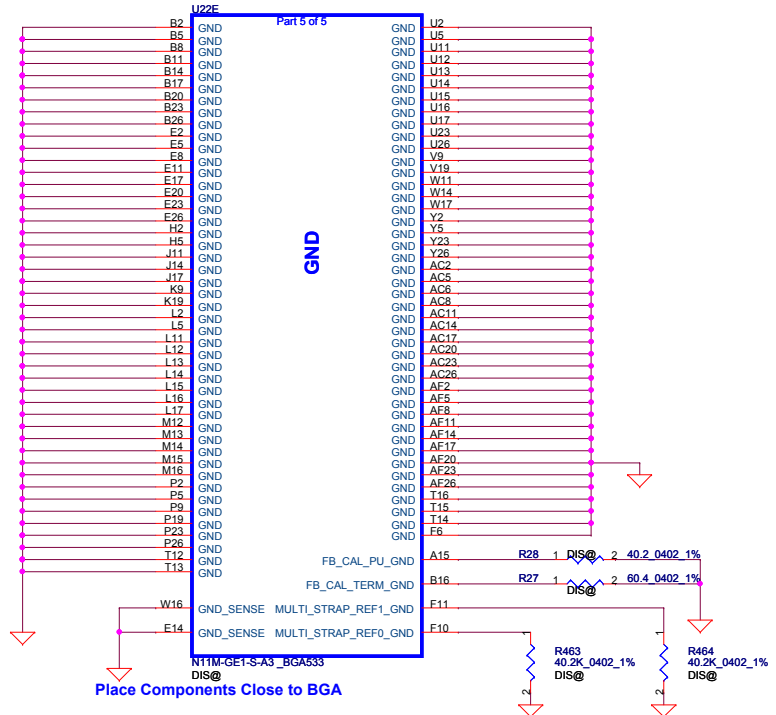 U22E
Part 5 of 5
B2 GND GND U2
B5 GND GND U5
B8 GND GND U11
B11 GND GND U12
B14 GND GND U13
B17 GND GND U14
B20 GND GND U15
B23 GND GND U16
B26 GND GND U17
E2 GND GND U23
E5 GND GND U26
E8 GND GND V9
E11 GND GND V19
E17 GND GND W11
E20 GND GND W14
E23 GND GND W17
E26 GND GND Y2
H2 GND GND Y5
H5 GND GND Y23
J11 GND GND Y26
J14 GND GND AC2
J17 GND GND AC5
K9 GND GND AC6
K19 GND GND AC8
L2 GND GND AC11
L5 GND GND AC14
L11 GND GND AC17
L12 GND GND AC20
L13 GND GND AC23
L14 GND GND AC26
L15 GND GND AF2
L16 GND GND AF5
L17 GND GND AF8
M12 GND GND AF11
M13 GND GND AF14
M14 GND GND AF17
M15 GND GND AF20
M16 GND GND AF23
P2 GND GND AF26
P5 GND GND T16
P9 GND GND T15
P19 GND GND T14
P23 GND GND F6
P26 GND
T12 GND FB_CAL_PU_GND A15 R28 1 DIS@ 2 40.2_0402_1%
T13 GND
FB_CAL_TERM_GND B16 R27 1 DIS@ 2 60.4_0402_1%
W16 GND_SENSE MULTI_STRAP_REF1_GND F11
E14 GND_SENSE MULTI_STRAP_REF0_GND F10
GND
1
1
R463
40.2K_0402_1%
DIS@
2
R464
40.2K_0402_1%
DIS@
2
N11M-GE1-S-A3_BGA533
DIS@
Place Components Close to BGA